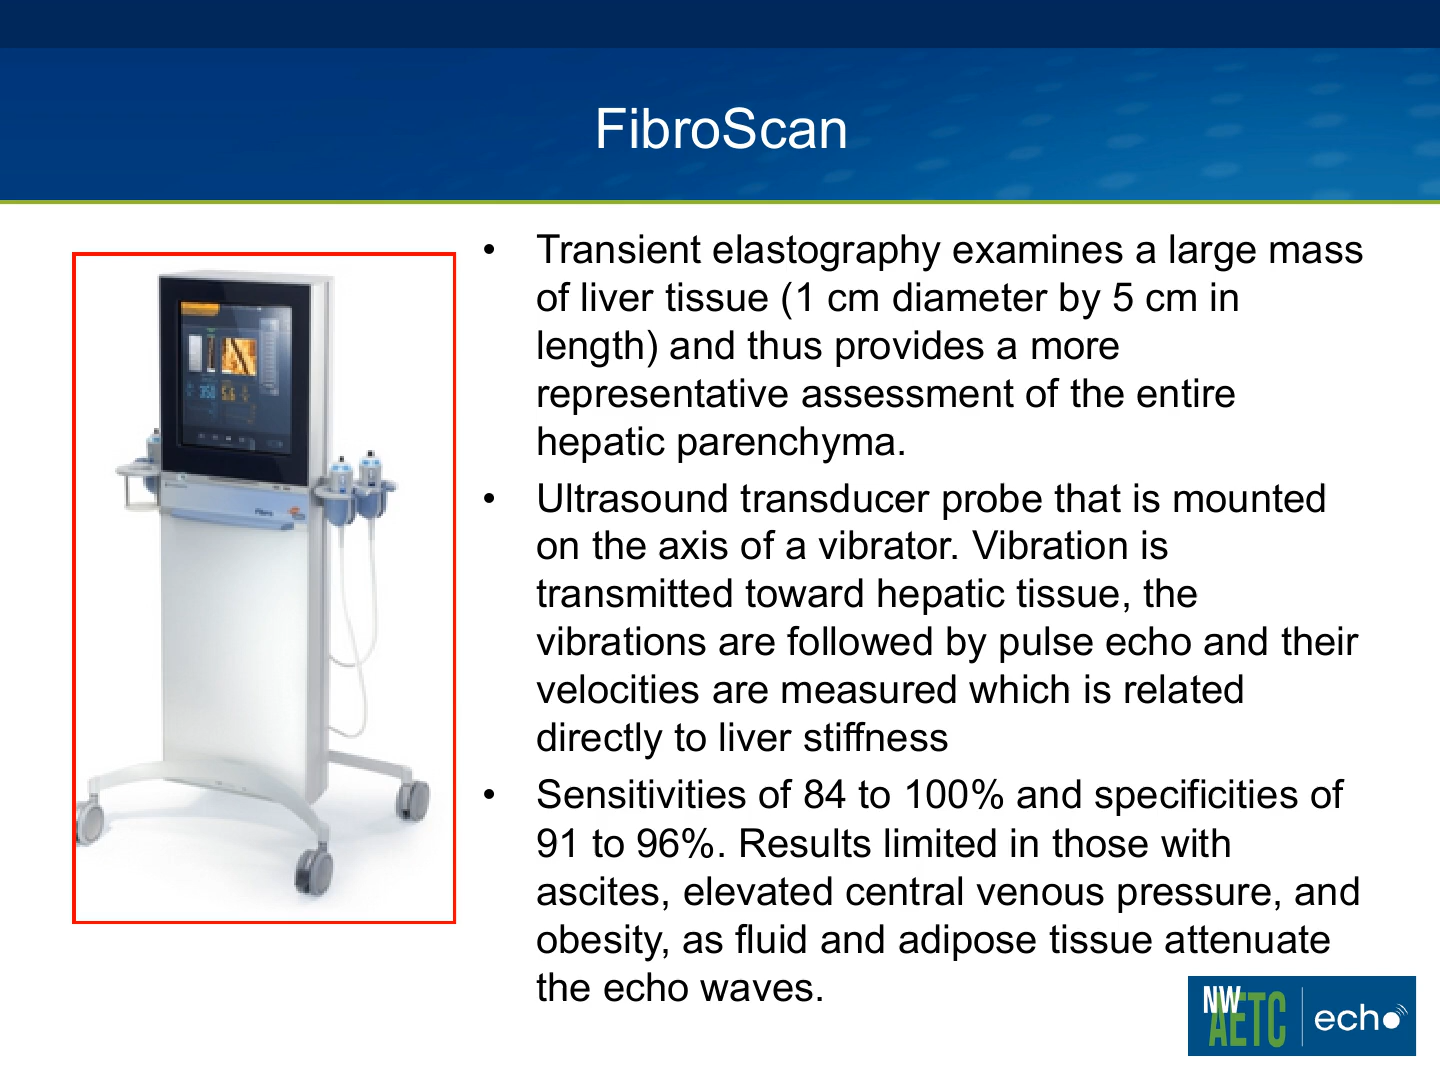 FibroScan
• Transient elastography examines a large mass
of liver tissue (1 cm diameter by 5 cm in
length) and thus provides a more
representative assessment of the entire
hepatic parenchyma.
• Ultrasound transducer probe that is mounted
on the axis of a vibrator. Vibration is
transmitted toward hepatic tissue, the
vibrations are followed by pulse echo and their
velocities are measured which is related
directly to liver stiffness
• Sensitivities of 84 to 100% and specificities of
91 to 96%. Results limited in those with
ascites, elevated central venous pressure, and
obesity, as fluid and adipose tissue attenuate
the echo waves.
NW
AETC
echo